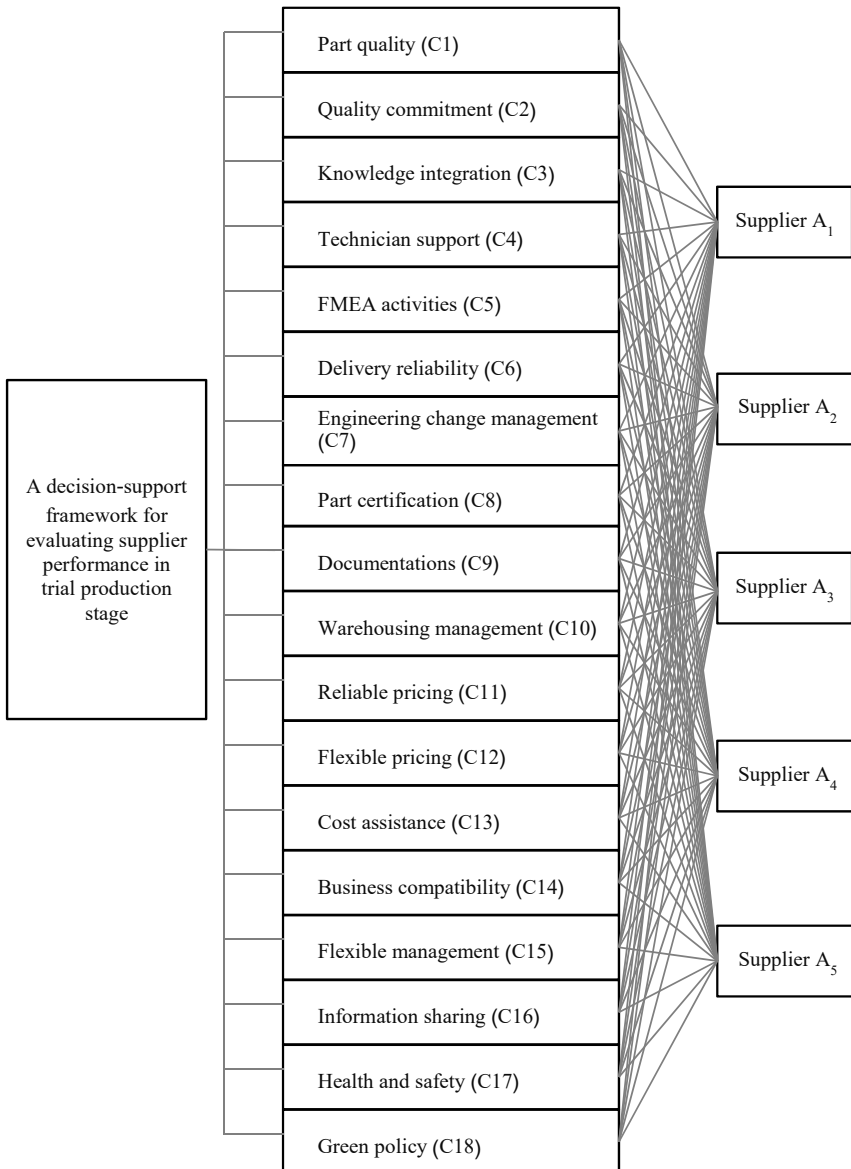 A decision-support
framework for
evaluating supplier
performance in
trial production
stage
Part quality (C1)
Quality commitment (C2)
Knowledge integration (C3)
Technician support (C4)
FMEA activities (C5)
Delivery reliability (C6)
Engineering change management
(C7)
Part certification (C8)
Documentations (C9)
Warehousing management (C10)
Reliable pricing (C11)
Flexible pricing (C12)
Cost assistance (C13)
Business compatibility (C14)
Flexible management (C15)
Information sharing (C16)
Health and safety (C17)
Green policy (C18)
Supplier A1
Supplier A2
Supplier A3
Supplier A4
Supplier A5